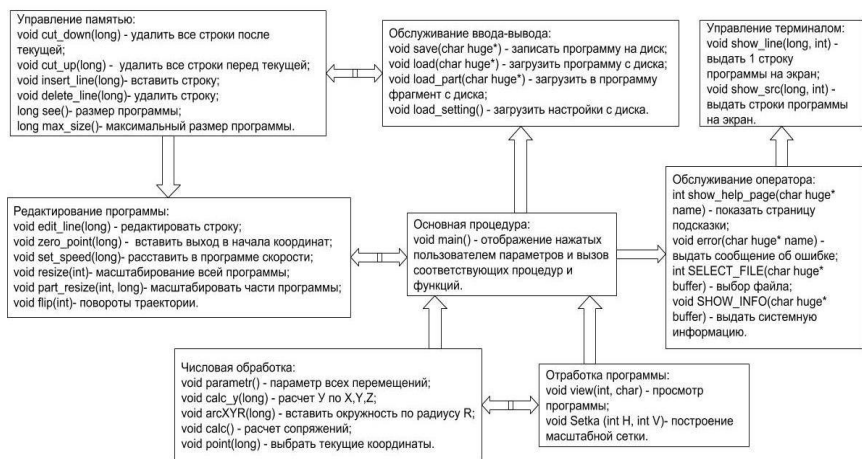 Управление памятью:
void cut_down(long) - удалить все строки после
текущей;
void cut_up(long) - удалить все строки перед текущей;
void insert_line(long) - вставить строку;
void delete_line(long) - удалить строку;
long see()- размер программы;
long max_size()- максимальный размер программы.
Обслуживание ввода-вывода:
void save(char huge*) - записать программу на диск;
void load(char huge*) - загрузить программу с диска;
void load_part(char huge*) - загрузить в программу
фрагмент с диска;
void load_setting() - загрузить настройки с диска.
Управление терминалом:
void show_line(long, int) -
выдать 1 строку
программы на экран;
void show_src(long, int) -
выдать строки программы
на экран.
Редактирование программы:
void edit_line(long) - редактировать строку;
void zero_point(long) - вставить выход в начала координат;
void set_speed(long) - расставить в программе скорости;
void resize(int)- масштабирование всей программы;
void part_resize(int, long)- масштабировать части программы;
void flip(int)- повороты траектории.
Основная процедура:
void main() - отображение нажатых
пользователем параметров и вызов
соответствующих процедур и
функций.
Обслуживание оператора:
int show_help_page(char huge*
name) - показать страницу
подсказки;
void error(char huge* name) -
выдать сообщение об ошибке;
int SELECT_FILE(char huge*
buffer) - выбор файла;
void SHOW_INFO(char huge*
buffer) - выдать системную
информацию.
Числовая обработка:
void parametr() - параметр всех перемещений;
void calc_y(long) - расчет У по X,Y,Z;
void arcXYR(long) - вставить окружность по радиусу R;
void calc() - расчет сопряжений;
void point(long) - выбрать текущие координаты.
Отработка программы:
void view(int, char) - просмотр
программы;
void Setka (int H, int V)- построение
масштабной сетки.